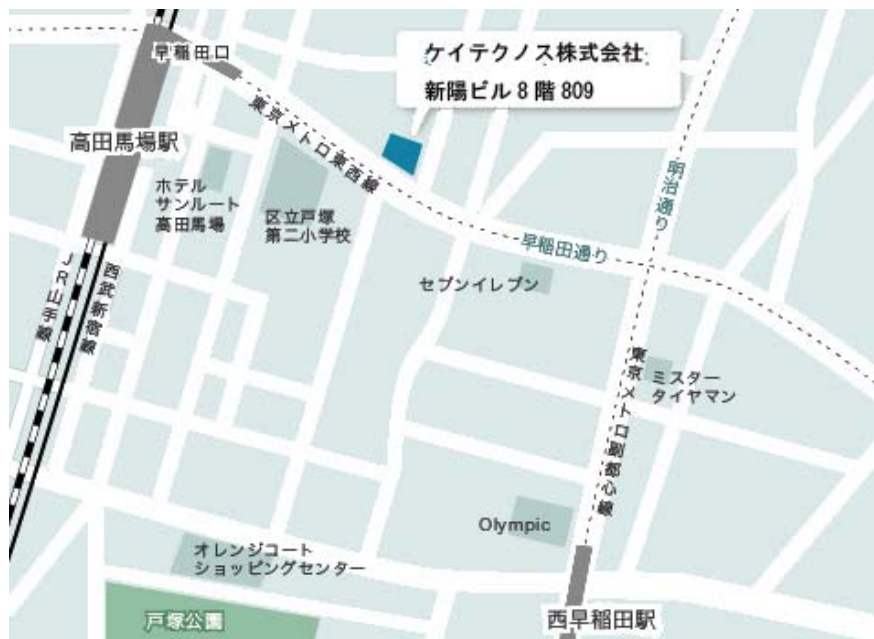 ケイテクノス株式会社
新陽ビル8階809
早稲田口
東京メトロ東西線
高田馬場駅
ホテル
サンルート
高田馬場
区立戸塚
第二小学校
明治通り
早稲田通り
セブンイレブン
JR山手線
西武新宿線
東京メトロ副都心線
ミスター
タイヤマン
Olympic
オレンジコート
ショッピングセンター
戸塚公園
西早稲田駅